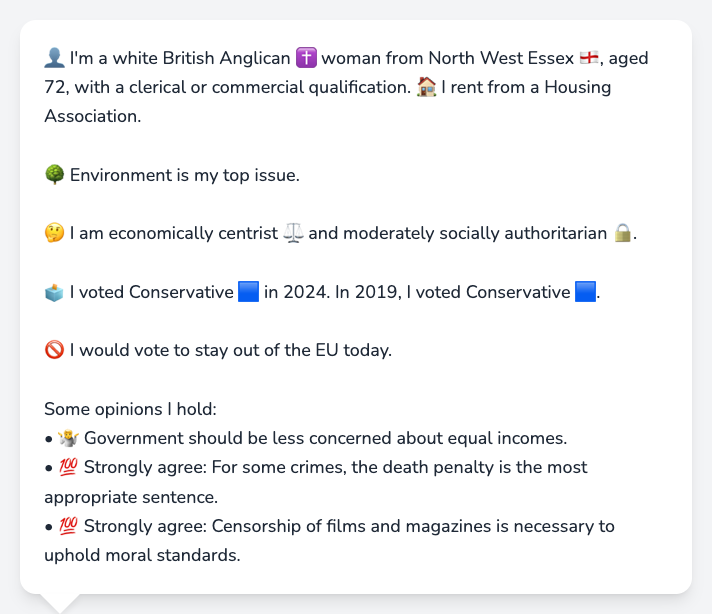 👤 I'm a white British Anglican ✝️ woman from North West Essex 🏴󠁧󠁢󠁥󠁮󠁧󠁿, aged
72, with a clerical or commercial qualification. 🏠 I rent from a Housing
Association.
🌳 Environment is my top issue.
🤔 I am economically centrist ⚖️ and moderately socially authoritarian 🔒.
🗳️ I voted Conservative 🟦 in 2024. In 2019, I voted Conservative 🟦.
🚫 I would vote to stay out of the EU today.
Some opinions I hold:
• 🤷 Government should be less concerned about equal incomes.
• 💯 Strongly agree: For some crimes, the death penalty is the most
appropriate sentence.
• 💯 Strongly agree: Censorship of films and magazines is necessary to
uphold moral standards.